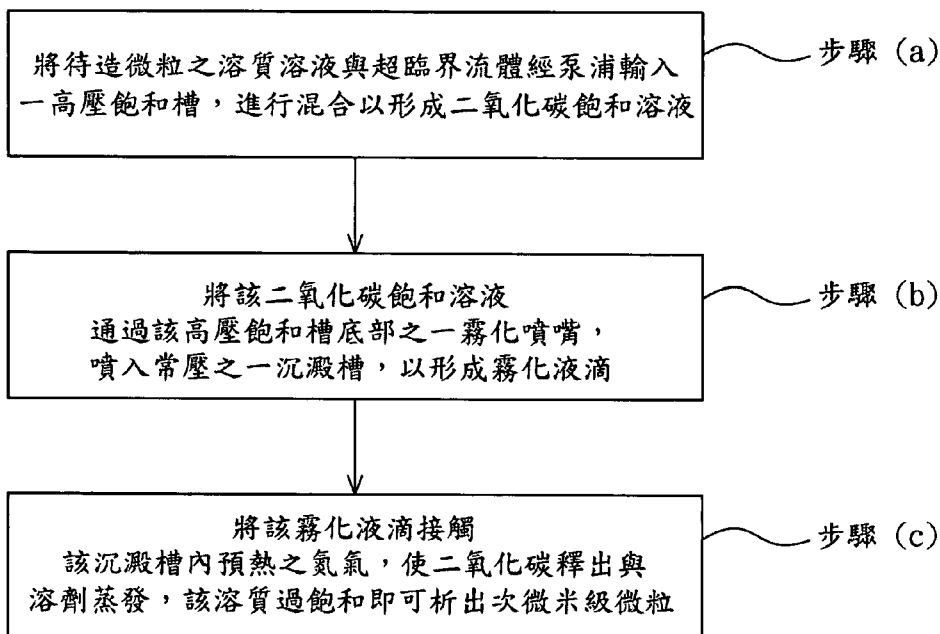 將待造微粒之溶質溶液與超臨界流體經泵浦輸入
一高壓飽和槽，進行混合以形成二氧化碳飽和溶液
步驟 (a)
將該二氧化碳飽和溶液
通過該高壓飽和槽底部之一霧化噴嘴，
噴入常壓之一沉澱槽，以形成霧化液滴
步驟 (b)
將該霧化液滴接觸
該沉澱槽內預熱之氮氣，使二氧化碳釋出與
溶劑蒸發，該溶質過飽和即可析出次微米級微粒
步驟 (c)